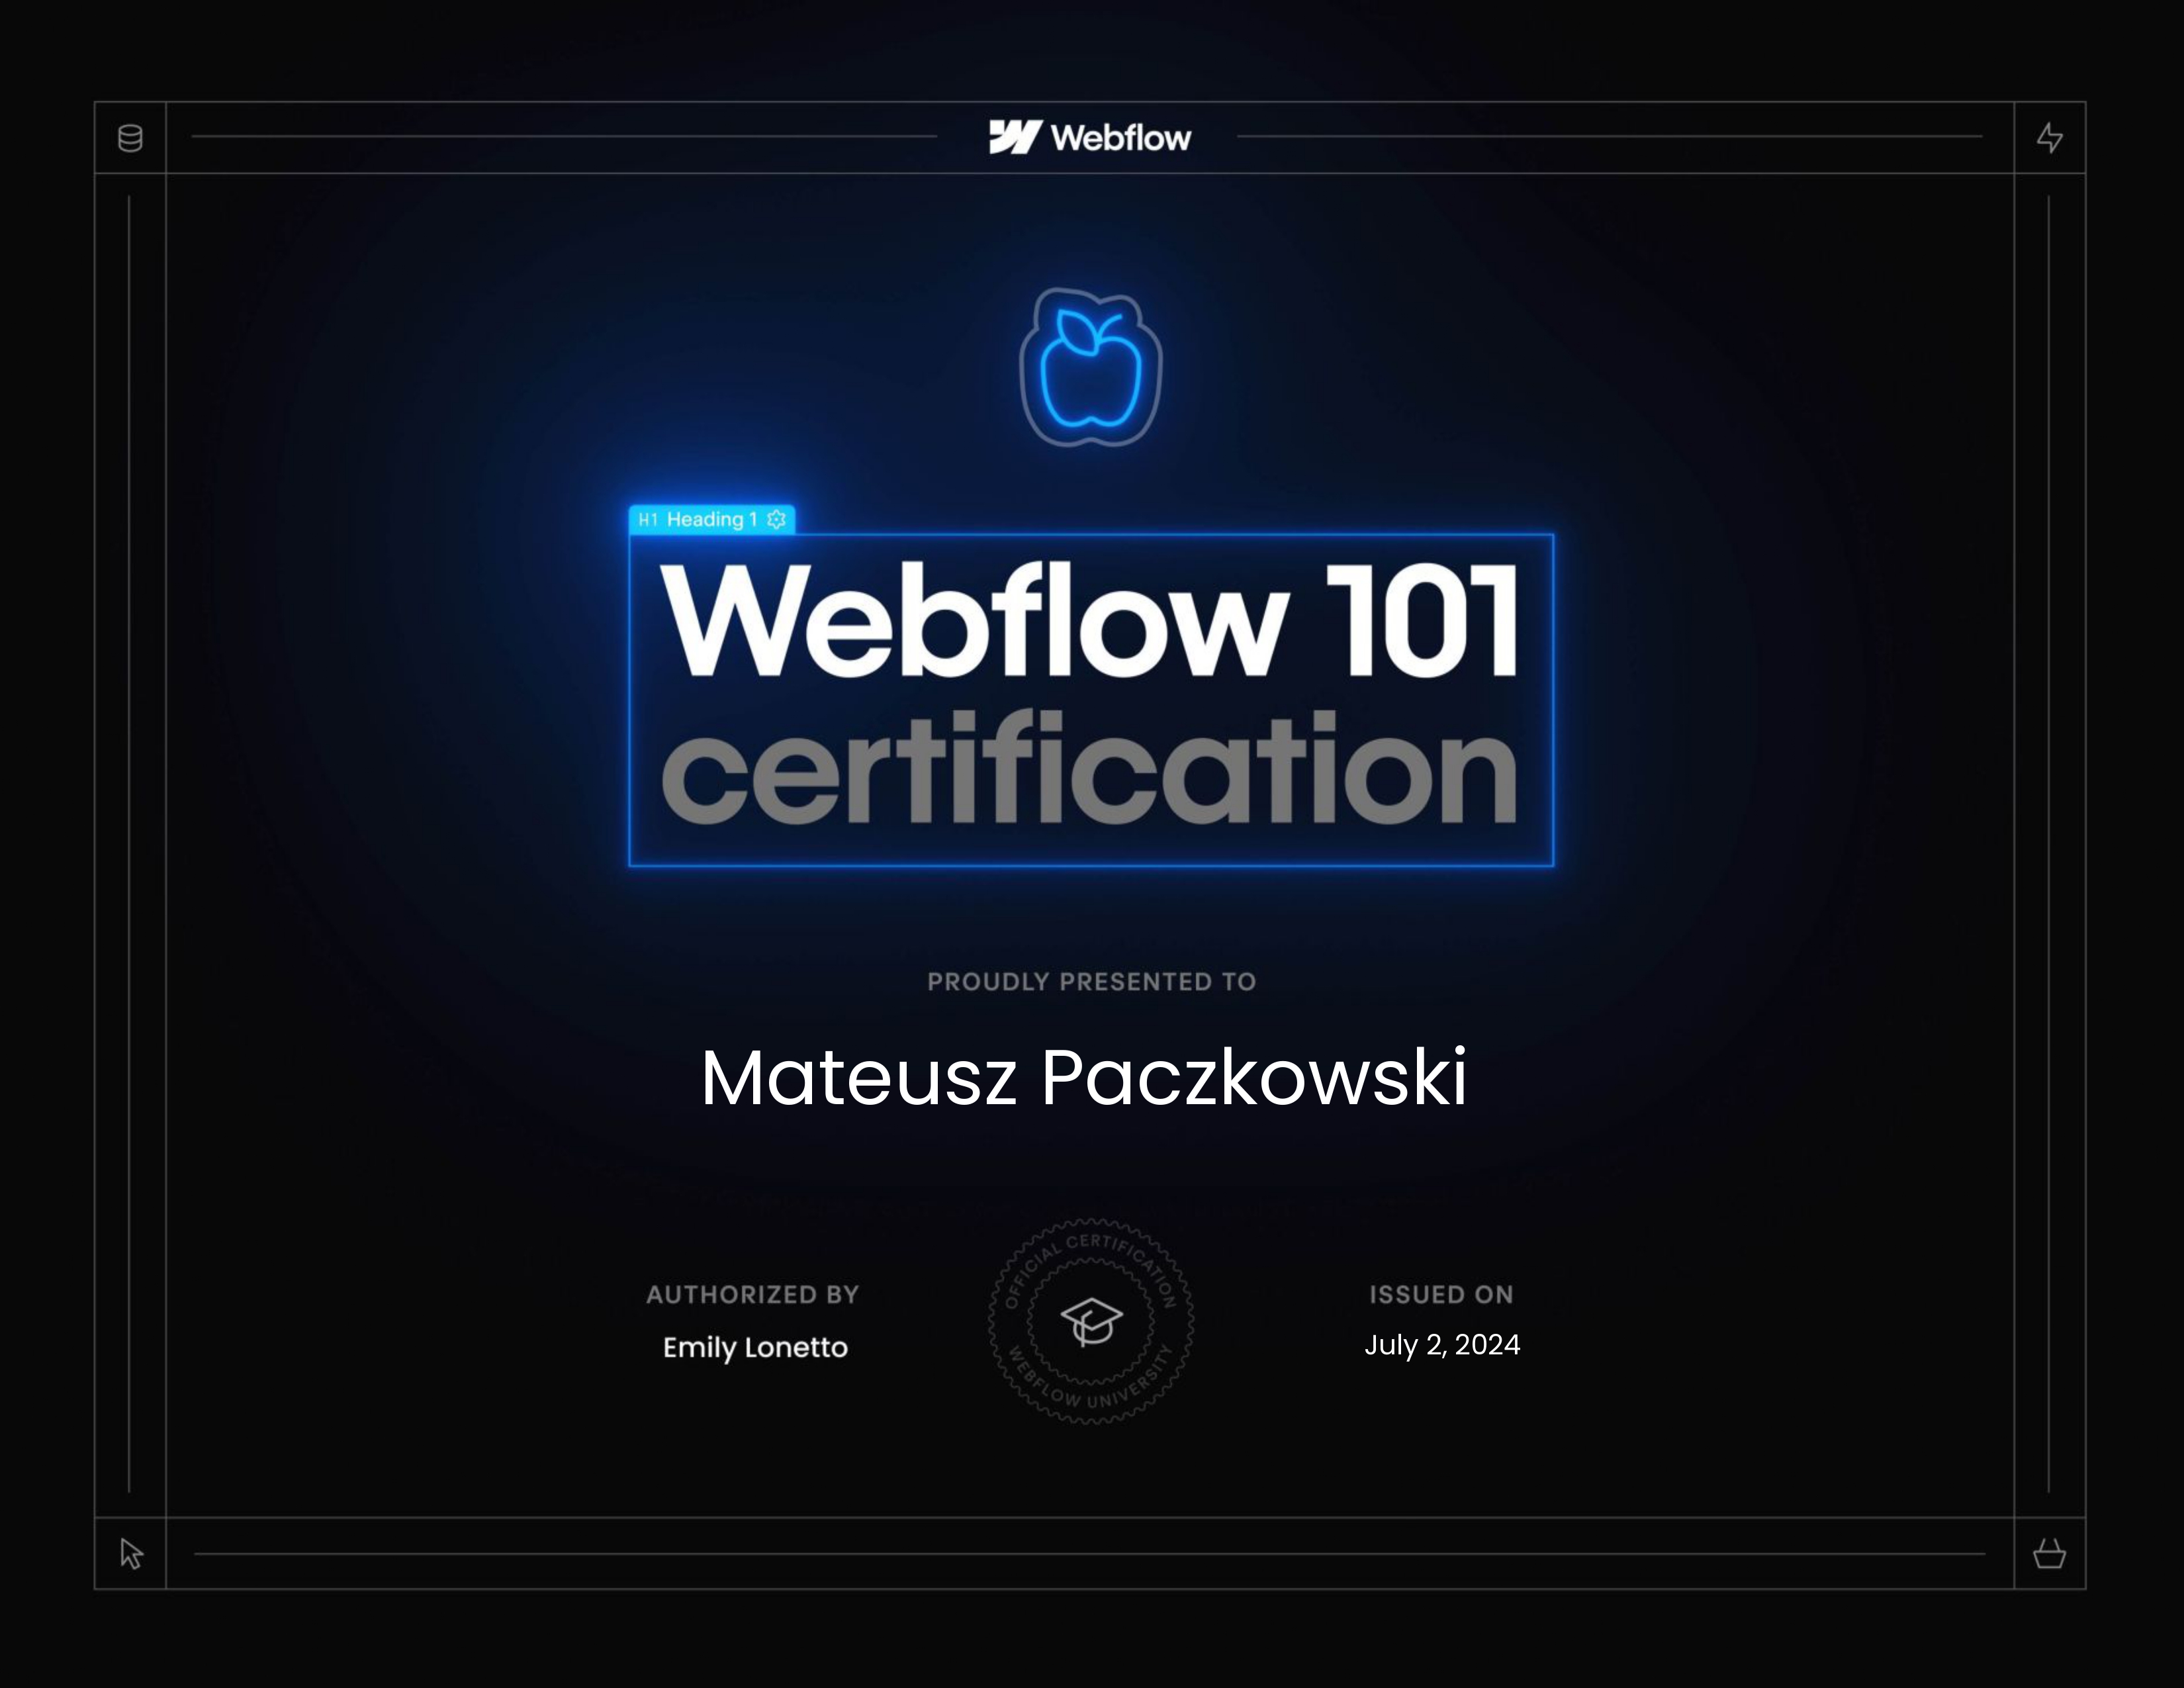 Webflow
H1 Heading 1
Webflow 101
certification
PROUDLY PRESENTED TO
Mateusz Paczkowski
AUTHORIZED BY
Emily Lonetto
OFFICIAL CERTIFICATION
WEBFLOW UNIVERSITY
ISSUED ON
July 2, 2024